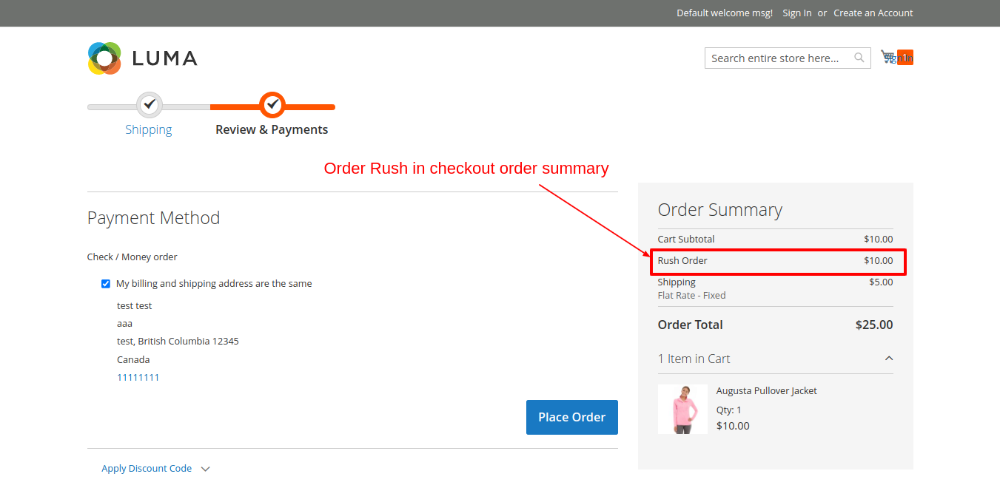 Default welcome msg! Sign In or Create an Account
LUMA
Search entire store here...
Sign In
1
Shipping
Review & Payments
Order Rush in checkout order summary
Payment Method
Check / Money order
My billing and shipping address are the same
test test
aaa
test, British Columbia 12345
Canada
11111111
Place Order
Apply Discount Code
Order Summary
Cart Subtotal $10.00
Rush Order $10.00
Shipping $5.00
Flat Rate - Fixed
Order Total $25.00
1 Item in Cart
Augusta Pullover Jacket
Qty: 1
$10.00